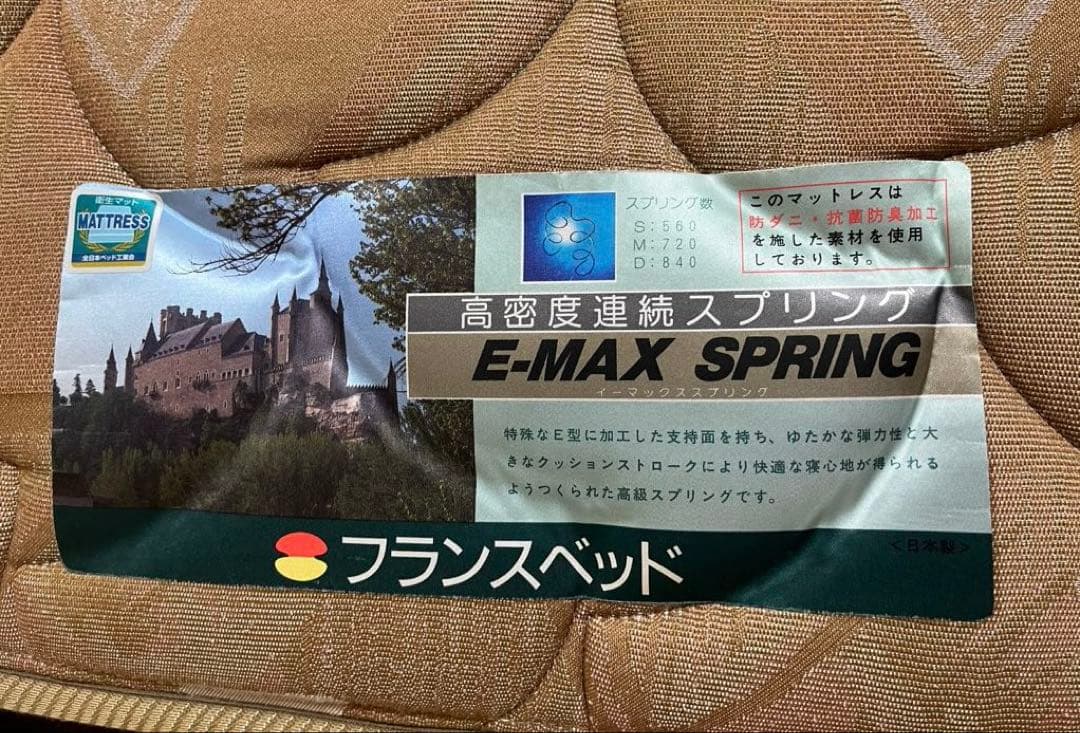 衛生マット
MATTRESS
全日本ベッド工業会
スプリング数
S:560
M:720
D:840
このマットレスは
防ダニ・抗菌防臭加工
を施した素材を使用
しております。
高密度連続スプリング
E-MAX SPRING
イーマックススプリング
特殊なE型に加工した支持面を持ち、ゆたかな弾力性と大
きなクッションストロークにより快適な寝心地が得られる
ようつくられた高級スプリングです。
フランスベッド
<日本製>